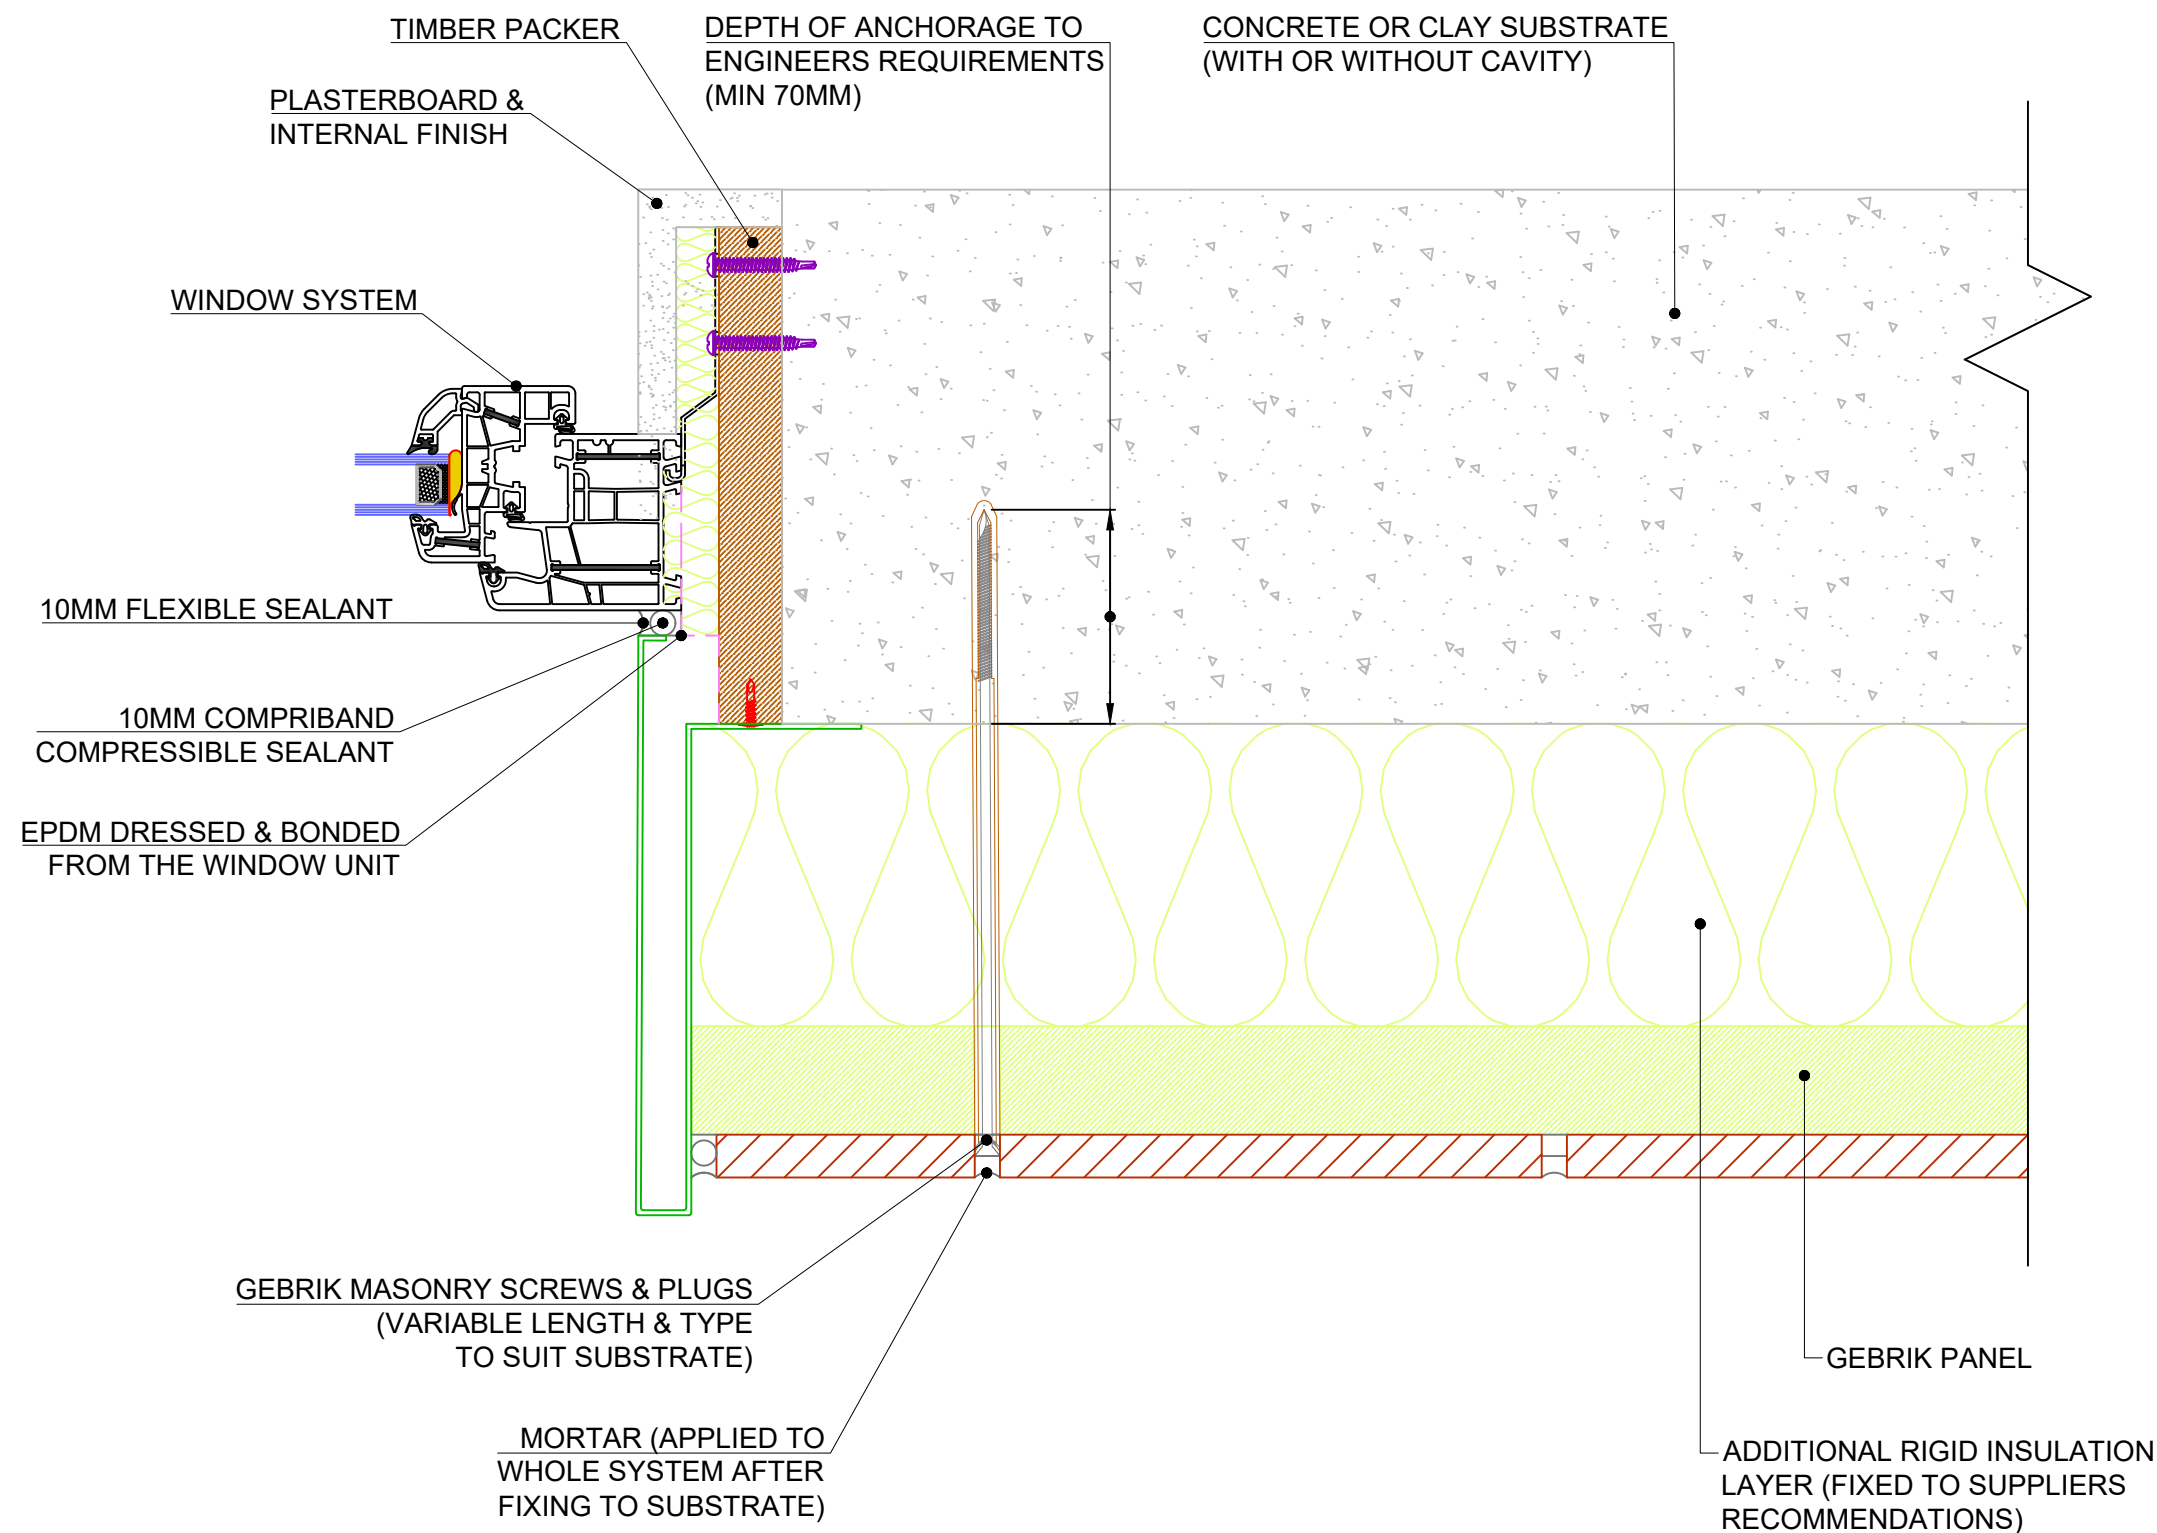 TIMBER PACKER
DEPTH OF ANCHORAGE TO
ENGINEERS REQUIREMENTS
(MIN 70MM)
CONCRETE OR CLAY SUBSTRATE
(WITH OR WITHOUT CAVITY)
PLASTERBOARD &
INTERNAL FINISH
WINDOW SYSTEM
10MM FLEXIBLE SEALANT
10MM COMPRIBAND
COMPRESSIBLE SEALANT
EPDM DRESSED & BONDED
FROM THE WINDOW UNIT
GEBRIK MASONRY SCREWS & PLUGS
(VARIABLE LENGTH & TYPE
TO SUIT SUBSTRATE)
GEBRIK PANEL
MORTAR (APPLIED TO
WHOLE SYSTEM AFTER
FIXING TO SUBSTRATE)
ADDITIONAL RIGID INSULATION
LAYER (FIXED TO SUPPLIERS
RECOMMENDATIONS)